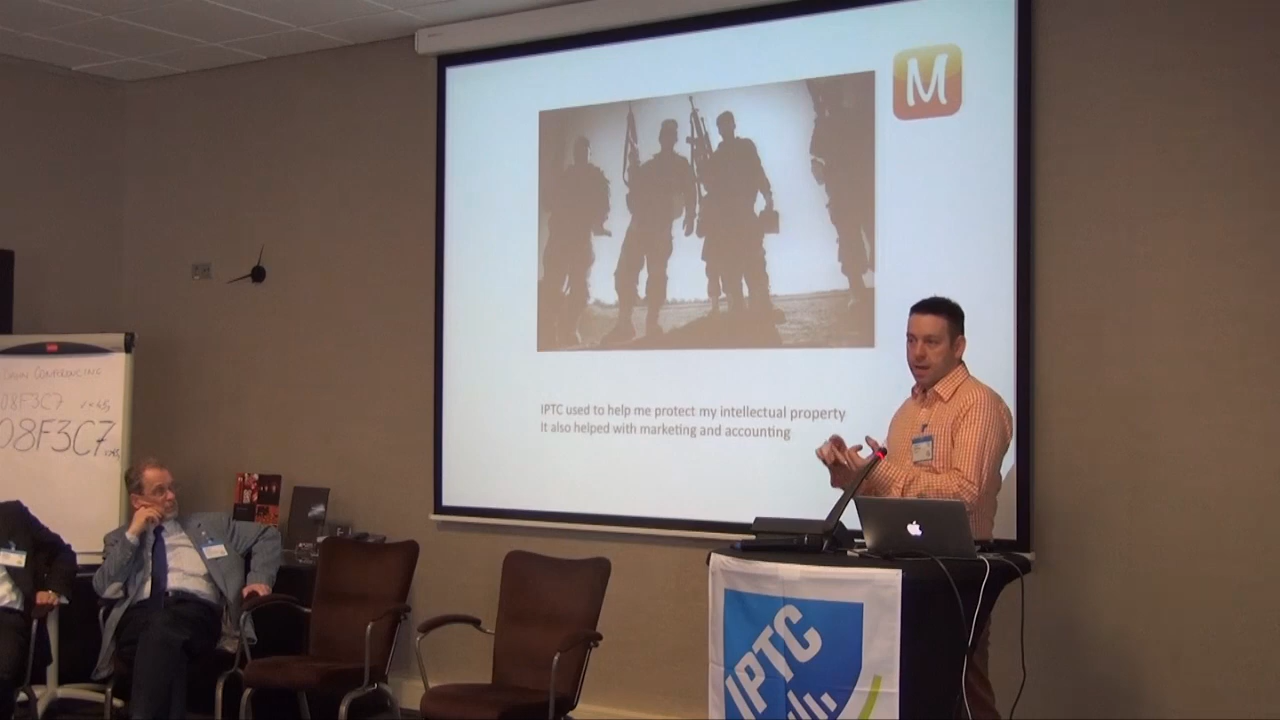 M
IPTC used to help me protect my intellectual property
It also helped with marketing and accounting
CONFERENCING
08F3C7
08F3C7
IPTC